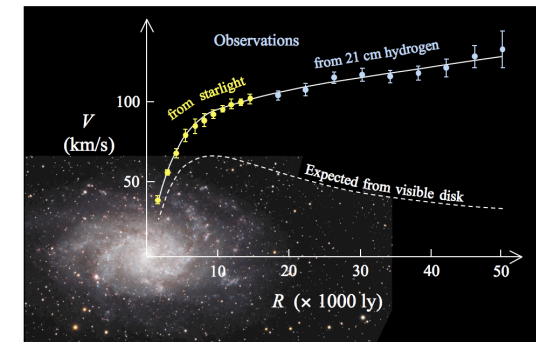 Observations
from 21 cm hydrogen
from starlight
100
V
(km/s)
Expected from visible disk
50
10
20
30
40
50
R (× 1000 ly)